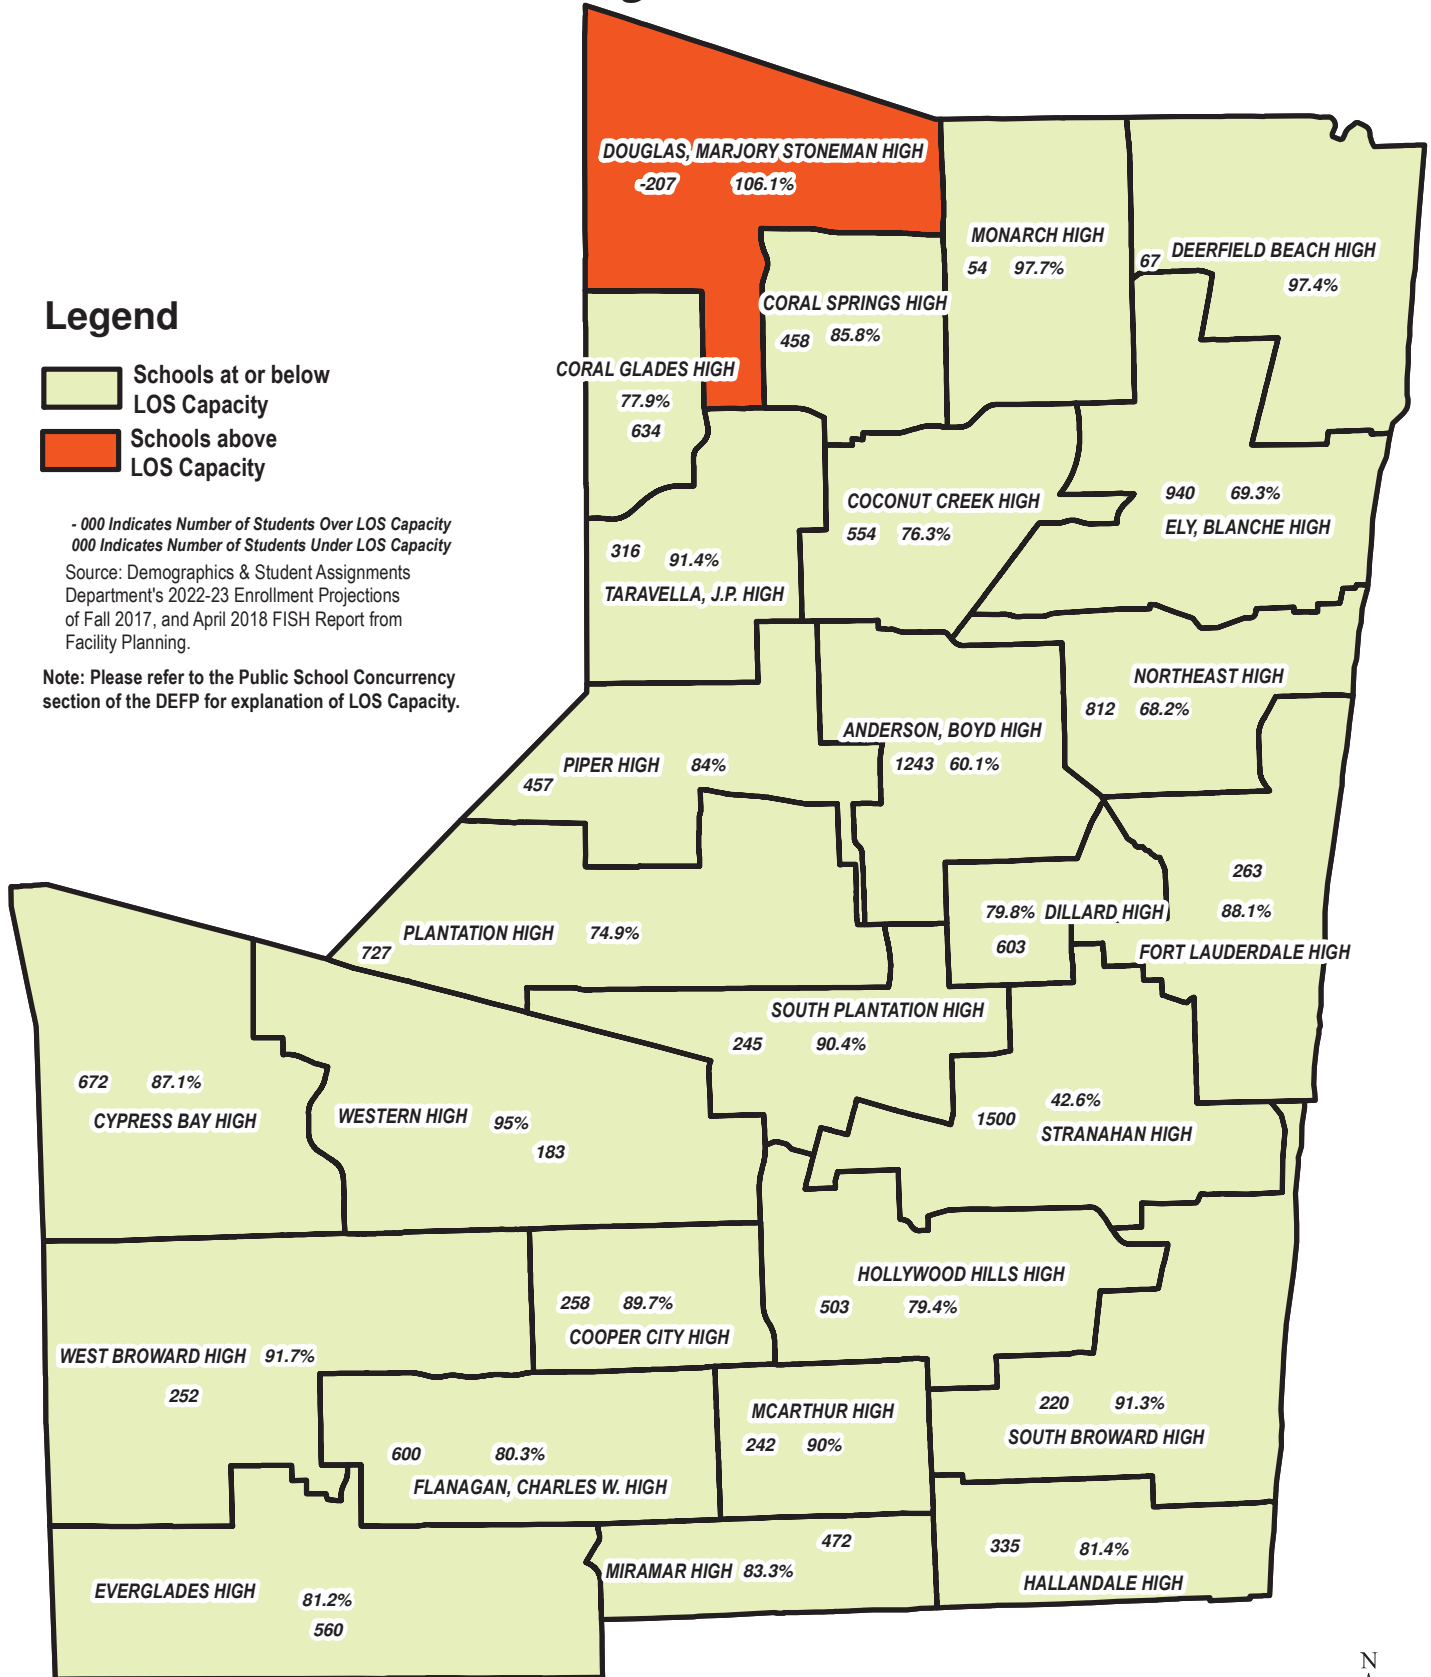 DOUGLAS, MARJORY STONEMAN HIGH
-207 106.1%
MONARCH HIGH
54 97.7%
67 DEERFIELD BEACH HIGH
97.4%
CORAL SPRINGS HIGH
458 85.8%
Legend
Schools at or below
LOS Capacity
Schools above
LOS Capacity
- 000 Indicates Number of Students Over LOS Capacity
000 Indicates Number of Students Under LOS Capacity
Source: Demographics & Student Assignments
Department's 2022-23 Enrollment Projections
of Fall 2017, and April 2018 FISH Report from
Facility Planning.
Note: Please refer to the Public School Concurrency
section of the DEFP for explanation of LOS Capacity.
CORAL GLADES HIGH
77.9%
634
COCONUT CREEK HIGH
554 76.3%
940 69.3%
ELY, BLANCHE HIGH
316 91.4%
TARAVELLA, J.P. HIGH
NORTHEAST HIGH
812 68.2%
ANDERSON, BOYD HIGH
1243 60.1%
PIPER HIGH 84%
457
263
88.1%
FORT LAUDERDALE HIGH
79.8% DILLARD HIGH
603
PLANTATION HIGH 74.9%
727
SOUTH PLANTATION HIGH
245 90.4%
672 87.1%
CYPRESS BAY HIGH
WESTERN HIGH 95%
183
42.6%
1500
STRANAHAN HIGH
HOLLYWOOD HILLS HIGH
503 79.4%
258 89.7%
COOPER CITY HIGH
WEST BROWARD HIGH 91.7%
252
MCARTHUR HIGH
242 90%
220 91.3%
SOUTH BROWARD HIGH
600 80.3%
FLANAGAN, CHARLES W. HIGH
472
MIRAMAR HIGH 83.3%
335 81.4%
HALLANDALE HIGH
EVERGLADES HIGH 81.2%
560
N